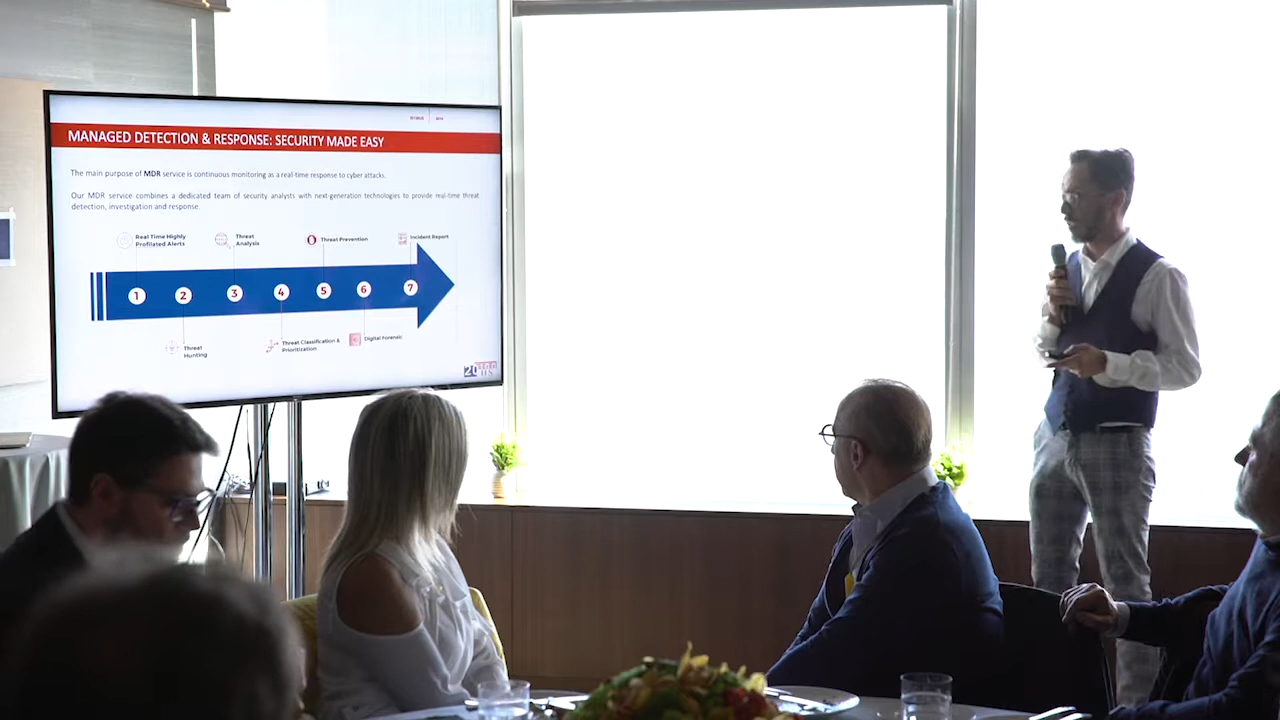 MANAGED DETECTION & RESPONSE: SECURITY MADE EASY
The main purpose of MDR service is continuous monitoring as a real-time response to cyber attacks.
Our MDR service combines a dedicated team of security analysts with next-generation technologies to provide real-time threat
detection, investigation and response.
Real Time Highly
Profilated Alerts
Threat
Analysis
Threat Prevention
Incident Report
1 2 3 4 5 6 7
Threat
Hunting
Threat Classification &
Prioritization
Digital Forensic